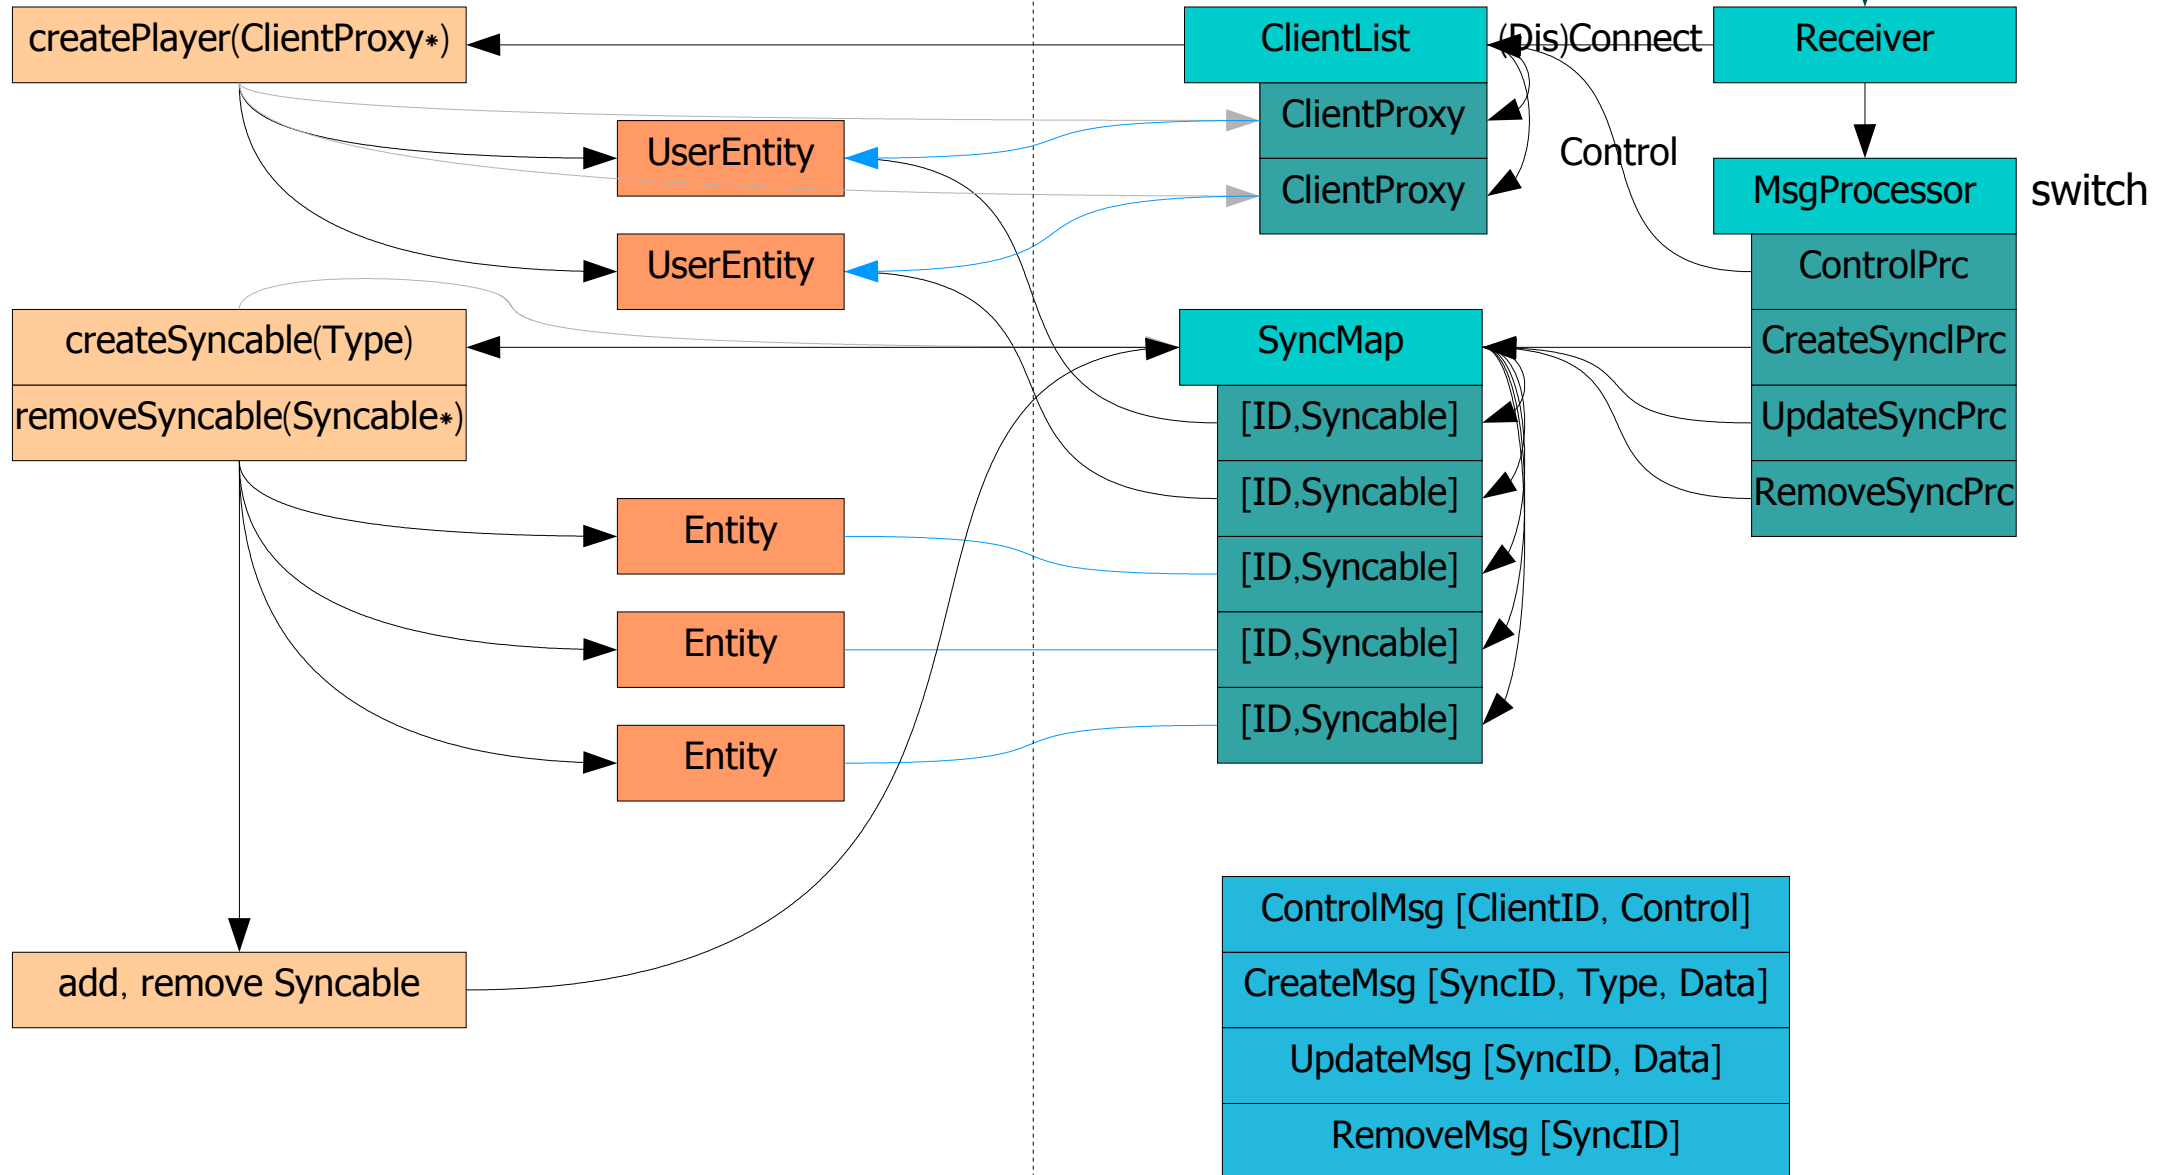 createPlayer(ClientProxy*)
ClientList
(Dis)Connect
Receiver
ClientProxy
UserEntity
Control
ClientProxy
MsgProcessor
switch
UserEntity
ControlPrc
createSyncable(Type)
SyncMap
CreateSynclPrc
removeSyncable(Syncable*)
[ID,Syncable]
UpdateSyncPrc
[ID,Syncable]
RemoveSyncPrc
Entity
[ID,Syncable]
Entity
[ID,Syncable]
Entity
[ID,Syncable]
ControlMsg [ClientID, Control]
add, remove Syncable
CreateMsg [SyncID, Type, Data]
UpdateMsg [SyncID, Data]
RemoveMsg [SyncID]